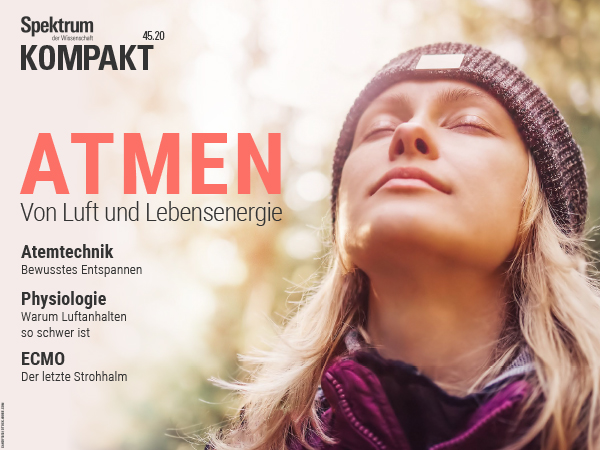 Spektrum
der Wissenschaft
45.20
KOMPAKT
ATMEN
Von Luft und Lebensenergie
Atemtechnik
Bewusstes Entspannen
Physiologie
Warum Luftanhalten
so schwer ist
ECMO
Der letzte Strohhalm